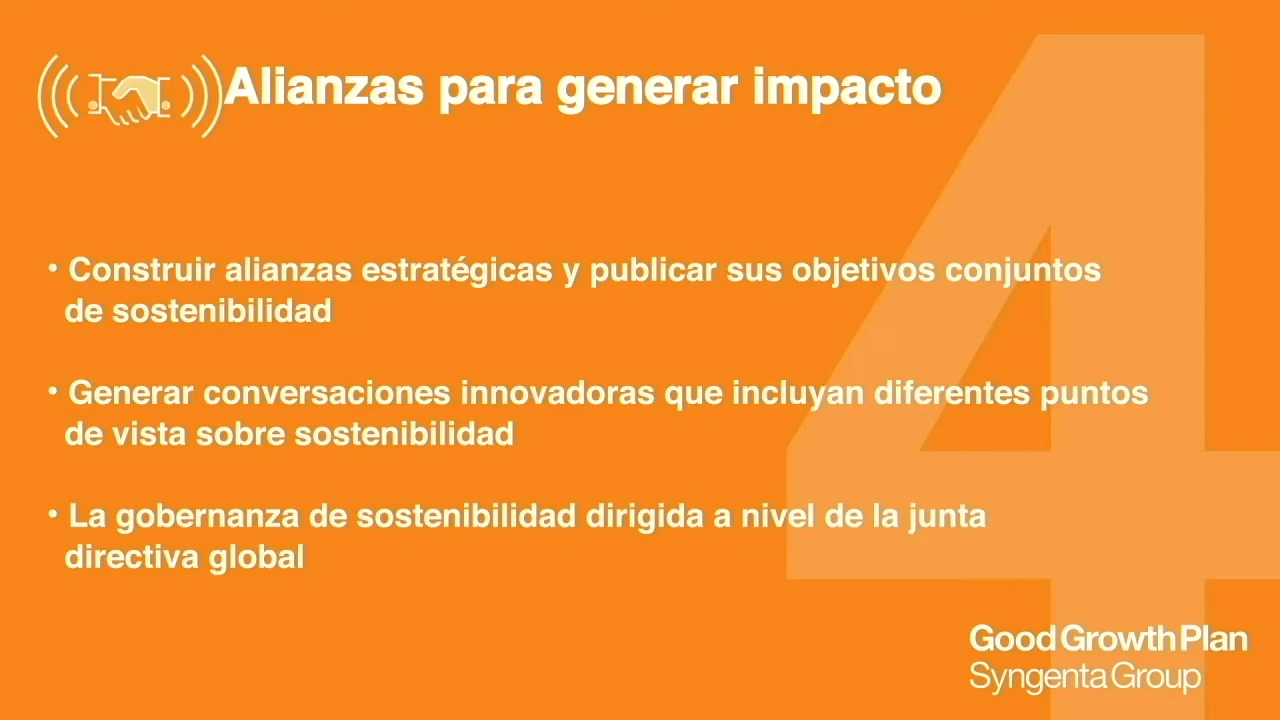 Alianzas para generar impacto
• Construir alianzas estratégicas y publicar sus objetivos conjuntos
de sostenibilidad
• Generar conversaciones innovadoras que incluyan diferentes puntos
de vista sobre sostenibilidad
• La gobernanza de sostenibilidad dirigida a nivel de la junta
directiva global
4
Good Growth Plan
Syngenta Group